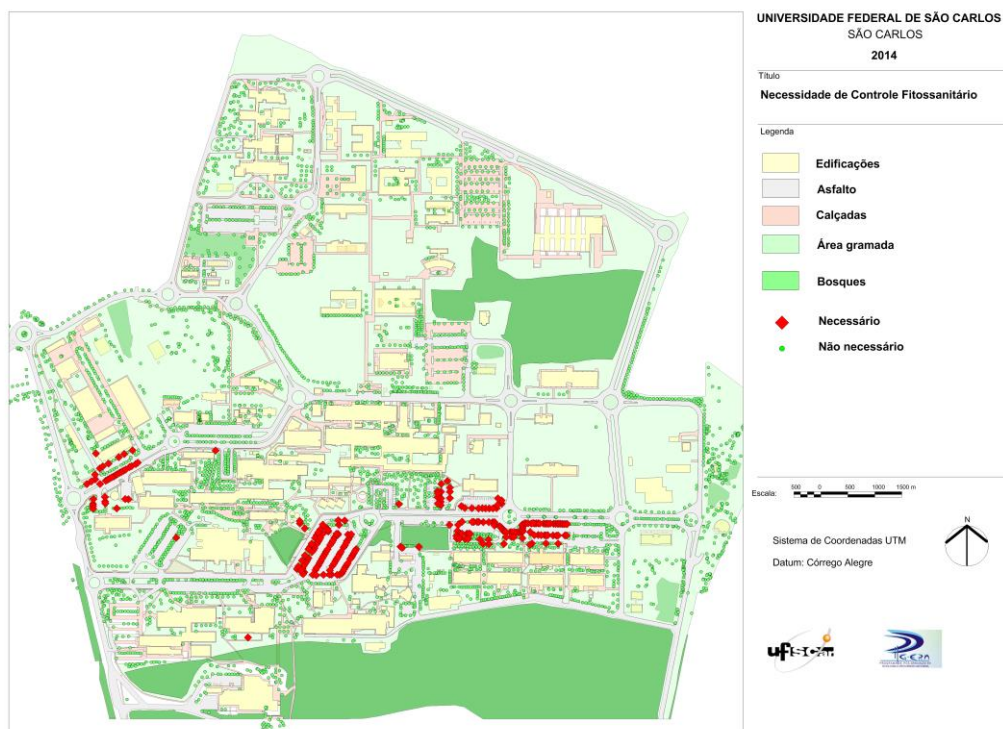 UNIVERSIDADE FEDERAL DE SÃO CARLOS
SÃO CARLOS
2014
Título
Necessidade de Controle Fitossanitário
Legenda
Edificações
Asfalto
Calçadas
Área gramada
Bosques
Necessário
Não necessário
Escala: 500 0 500 1000 1500 m
N
Sistema de Coordenadas UTM
Datum: Córrego Alegre
ufscar